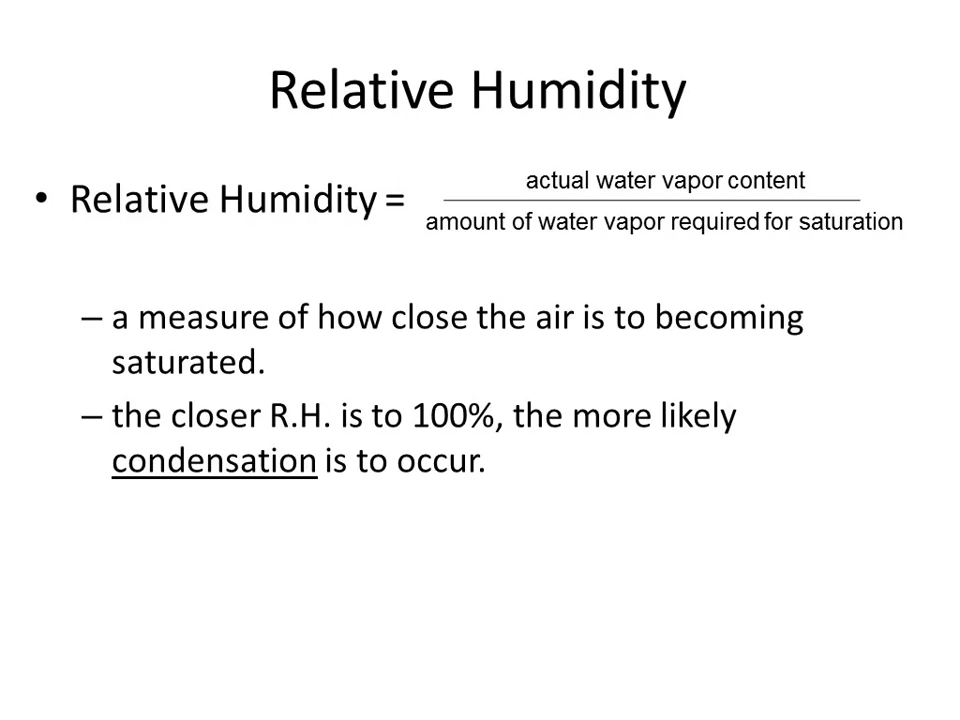 Relative Humidity
• Relative Humidity =
actual water vapor content
amount of water vapor required for saturation
– a measure of how close the air is to becoming
saturated.
– the closer R.H. is to 100%, the more likely
condensation is to occur.